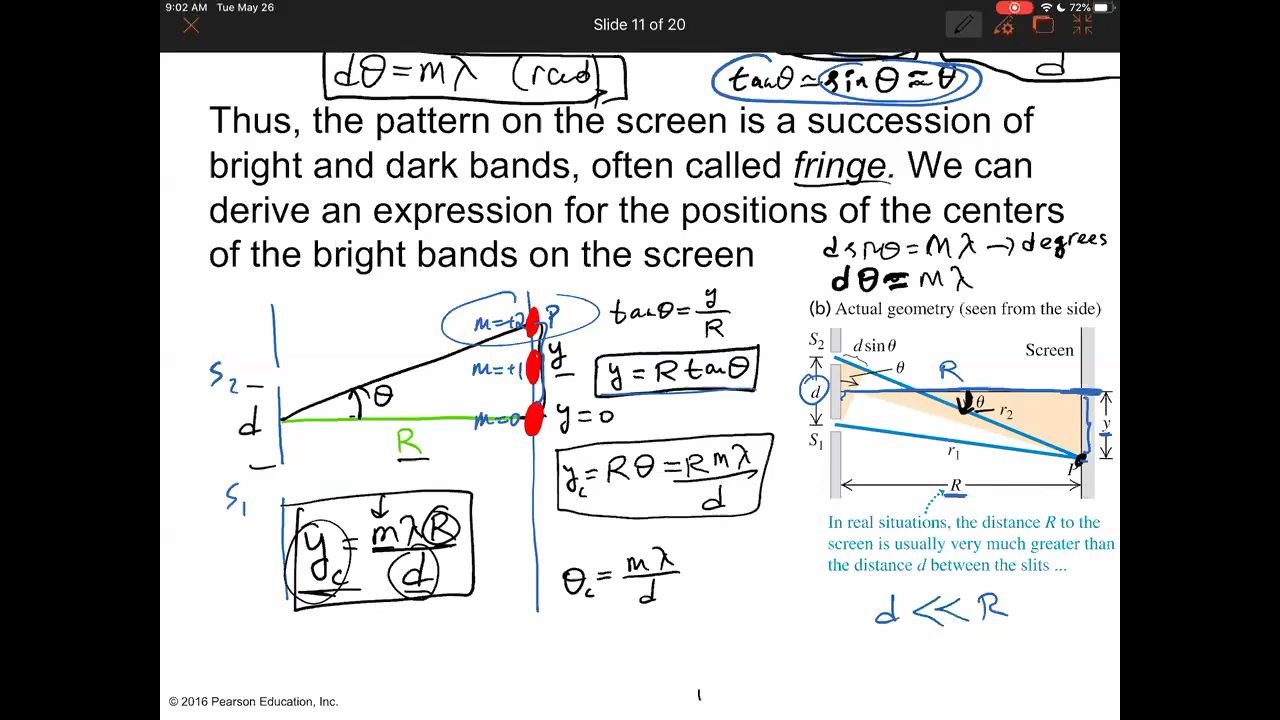 9:02 AM Tue May 26
72%
Slide 11 of 20
dθ = mλ (rad)
tanθ ≃ sinθ ≈ θ
d
Thus, the pattern on the screen is a succession of
bright and dark bands, often called fringe. We can
derive an expression for the positions of the centers
of the bright bands on the screen
d sinθ = mλ → degrees
dθ ≈ mλ
(b) Actual geometry (seen from the side)
S2
d sin θ
θ
Screen
R
d
θ
r2
y
S1
r1
P
R
In real situations, the distance R to the
screen is usually very much greater than
the distance d between the slits ...
d << R
m=+2
P
tanθ = y/R
S2
m=+1
y
y = R tanθ
θ
d
m=0
y=0
R
yc = Rθ = Rmλ/d
S1
yc = mλR/d
θc = mλ/d
© 2016 Pearson Education, Inc.
1